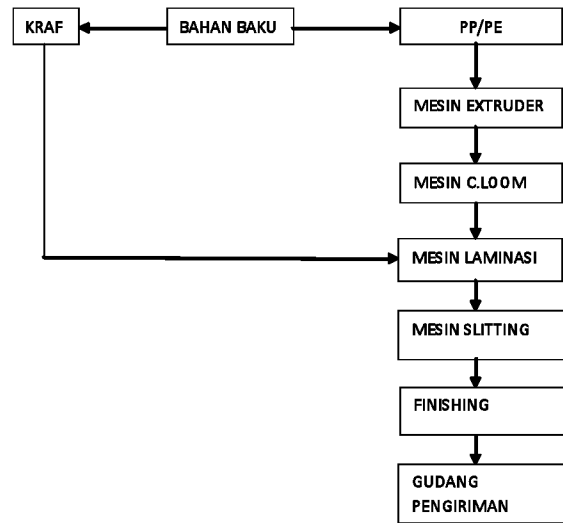 KRAF
BAHAN BAKU
PP/PE
MESIN EXTRUDER
MESIN C.LOOM
MESIN LAMINASI
MESIN SLITTING
FINISHING
GUDANG
PENGIRIMAN